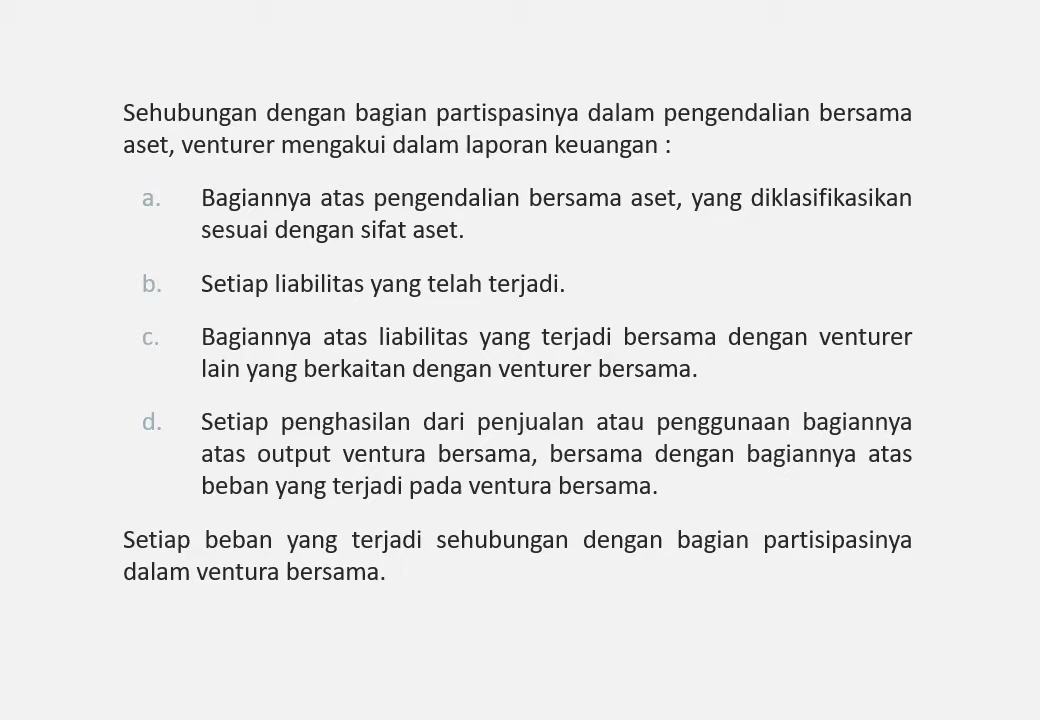 Sehubungan dengan bagian partispasinya dalam pengendalian bersama
aset, venturer mengakui dalam laporan keuangan :
a. Bagiannya atas pengendalian bersama aset, yang diklasifikasikan
sesuai dengan sifat aset.
b. Setiap liabilitas yang telah terjadi.
c. Bagiannya atas liabilitas yang terjadi bersama dengan venturer
lain yang berkaitan dengan venturer bersama.
d. Setiap penghasilan dari penjualan atau penggunaan bagiannya
atas output ventura bersama, bersama dengan bagiannya atas
beban yang terjadi pada ventura bersama.
Setiap beban yang terjadi sehubungan dengan bagian partisipasinya
dalam ventura bersama.